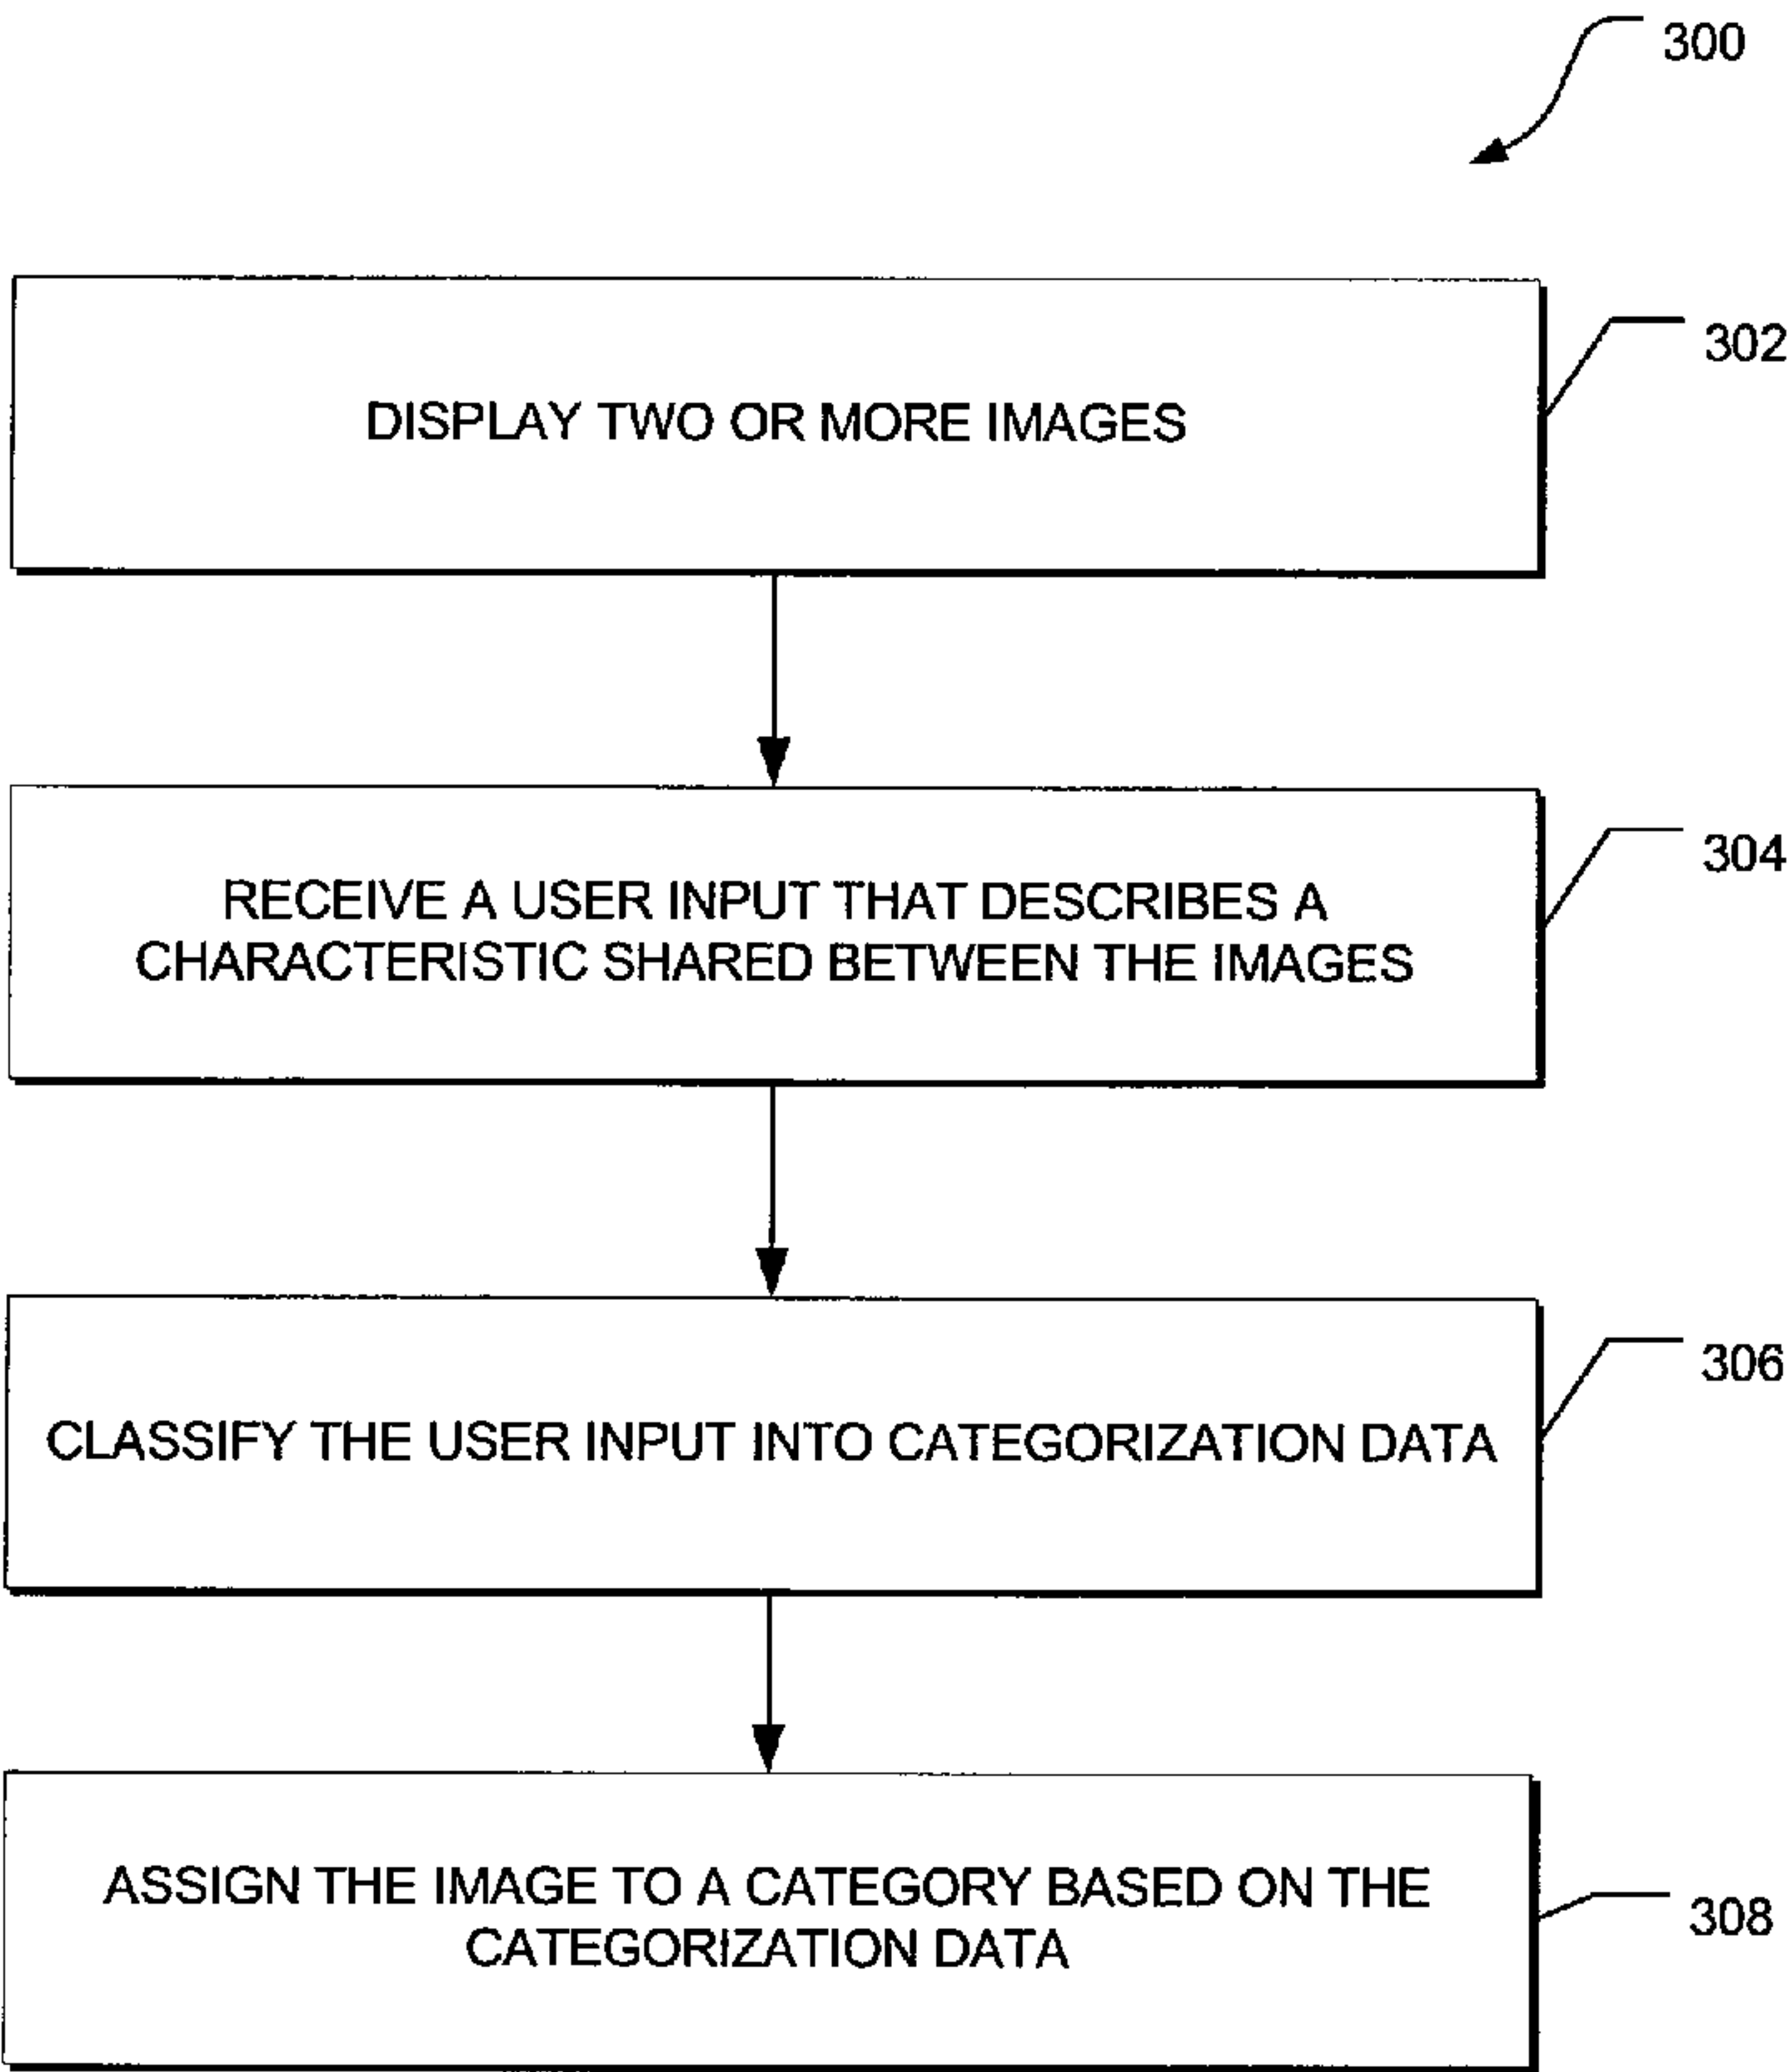 300
302
DISPLAY TWO OR MORE IMAGES
304
RECEIVE A USER INPUT THAT DESCRIBES A
CHARACTERISTIC SHARED BETWEEN THE IMAGES
306
CLASSIFY THE USER INPUT INTO CATEGORIZATION DATA
ASSIGN THE IMAGE TO A CATEGORY BASED ON THE
308
CATEGORIZATION DATA